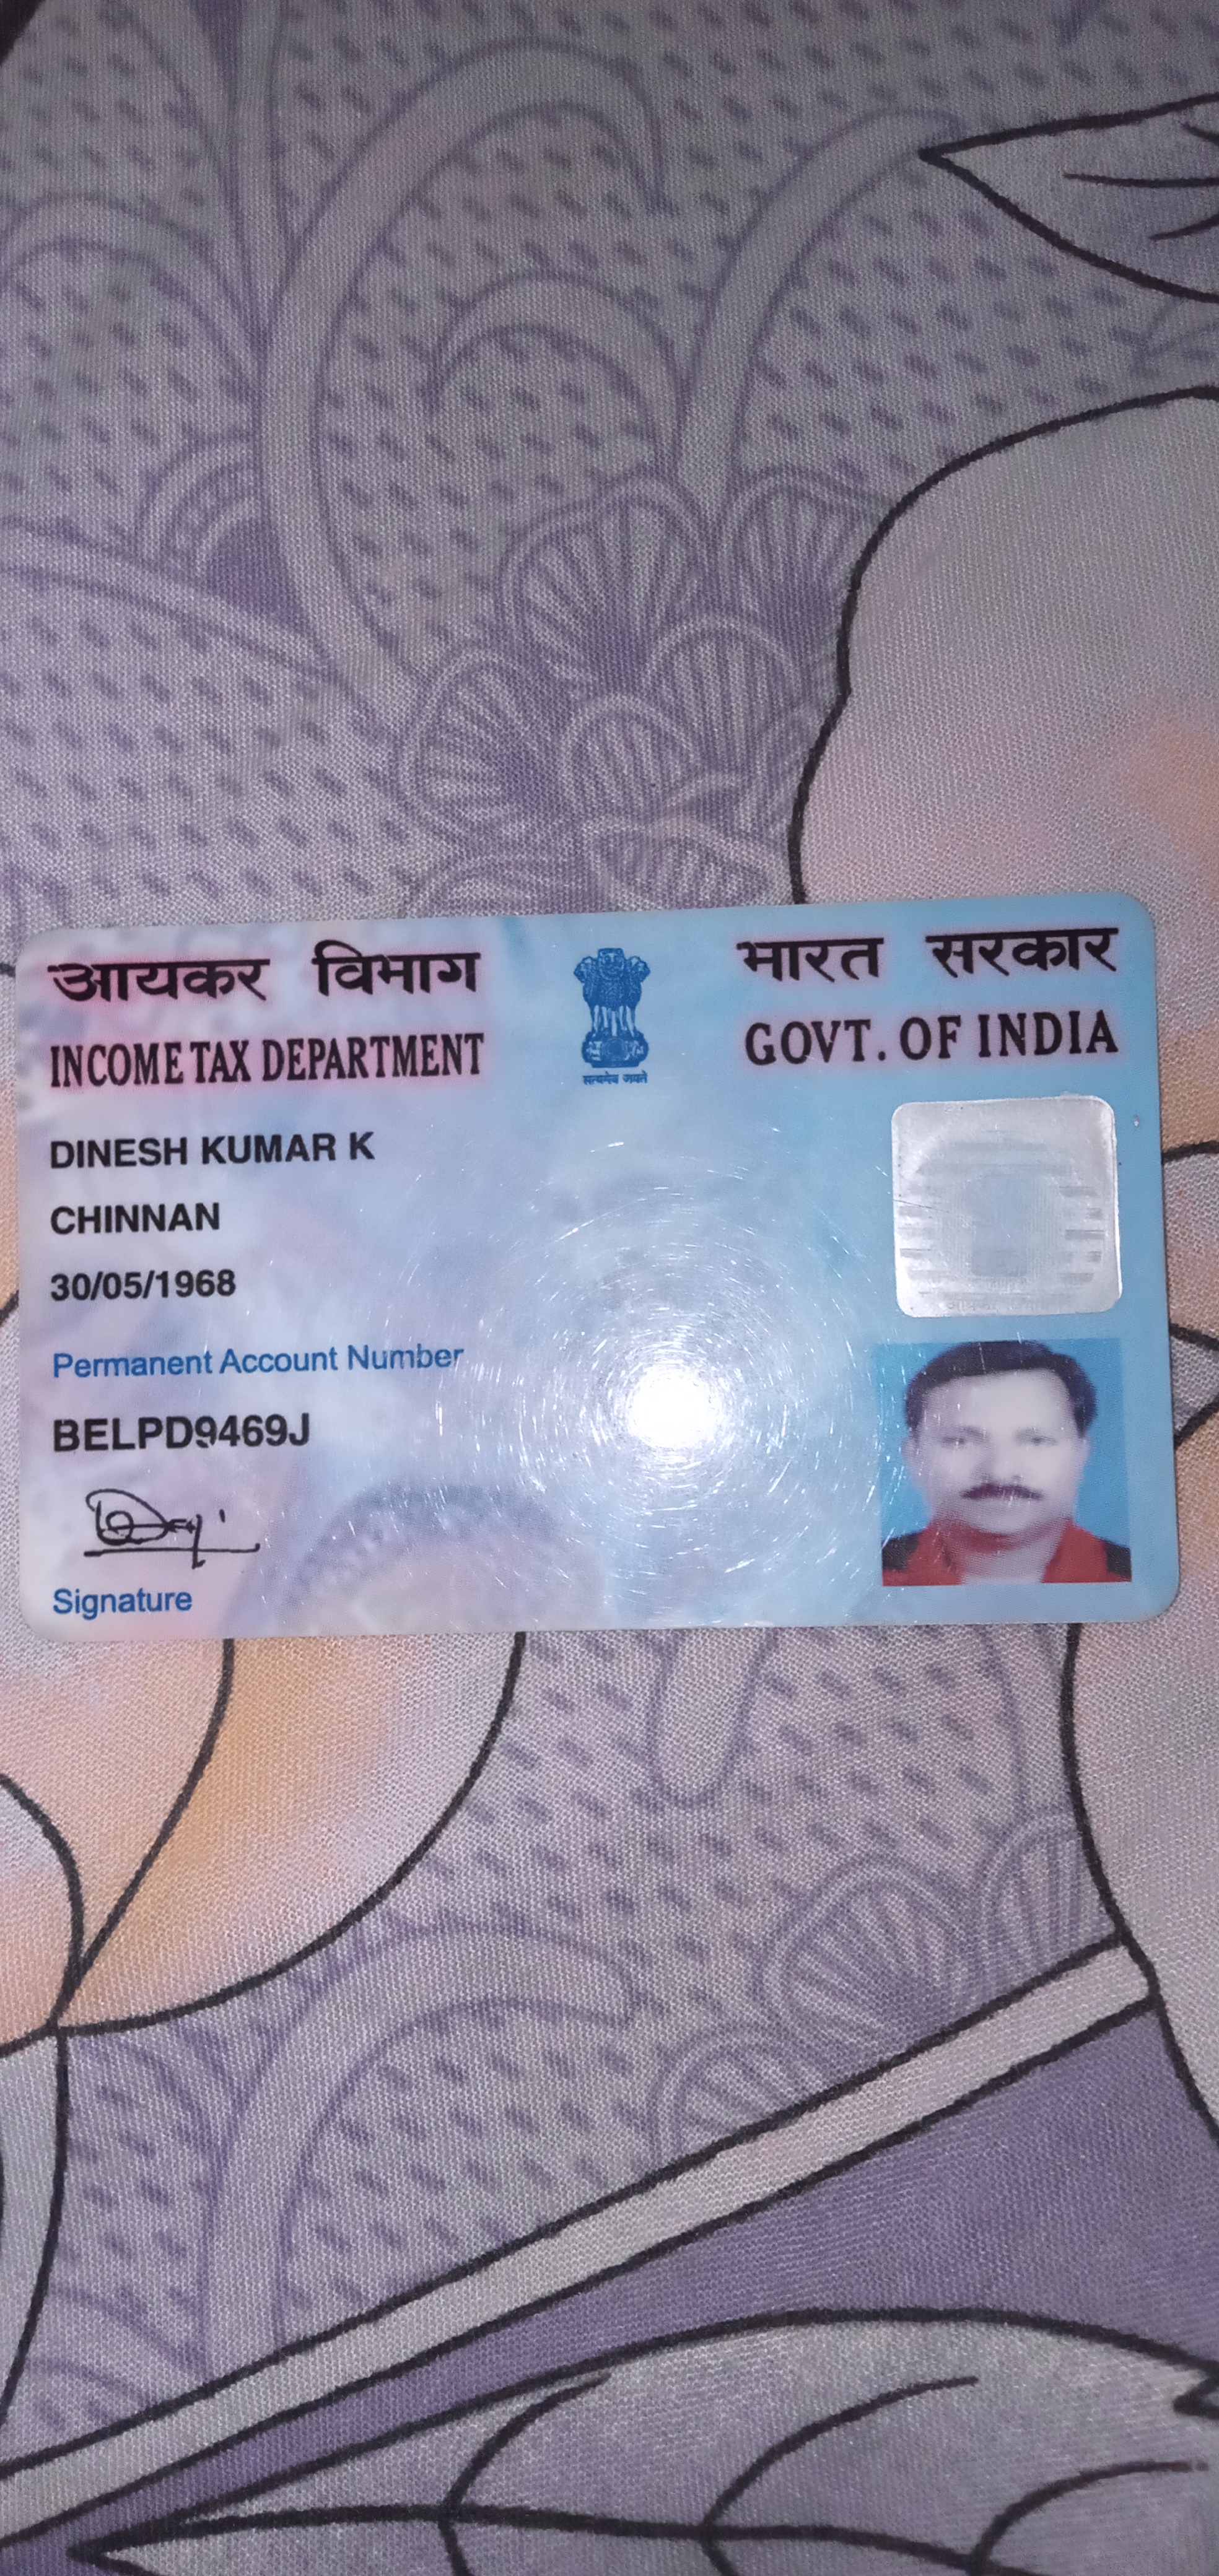 आयकर विभाग
INCOME TAX DEPARTMENT
सत्यमेव जयते
भारत सरकार
GOVT. OF INDIA
DINESH KUMAR K
CHINNAN
30/05/1968
Permanent Account Number
BELPD9469J
Signature